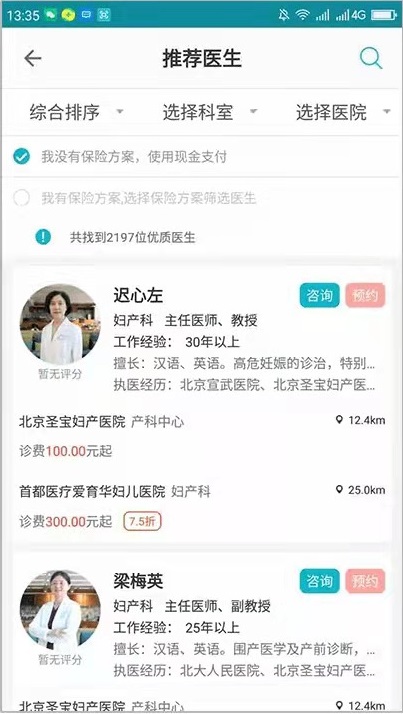 13:35 4G
推荐医生
综合排序 选择科室 选择医院
我没有保险方案，使用现金支付
我有保险方案,选择保险方案筛选医生
共找到2197位优质医生
迟心左 咨询 预约
妇产科 主任医师、教授
工作经验： 30年以上
擅长：汉语、英语。高危妊娠的诊治，特别...
暂无评分
执医经历：北京宣武医院、北京圣宝妇产医...
北京圣宝妇产医院 产科中心 12.4km
诊费100.00元起
首都医疗爱育华妇儿医院 妇产科 25.0km
诊费300.00元起 7.5折
梁梅英 咨询 预约
妇产科 主任医师、副教授
工作经验： 25年以上
擅长：汉语、英语。围产医学及产前诊断，...
暂无评分
执医经历：北大人民医院、北京圣宝妇产医...
北京圣宝妇产医院 产科中心 12.4km